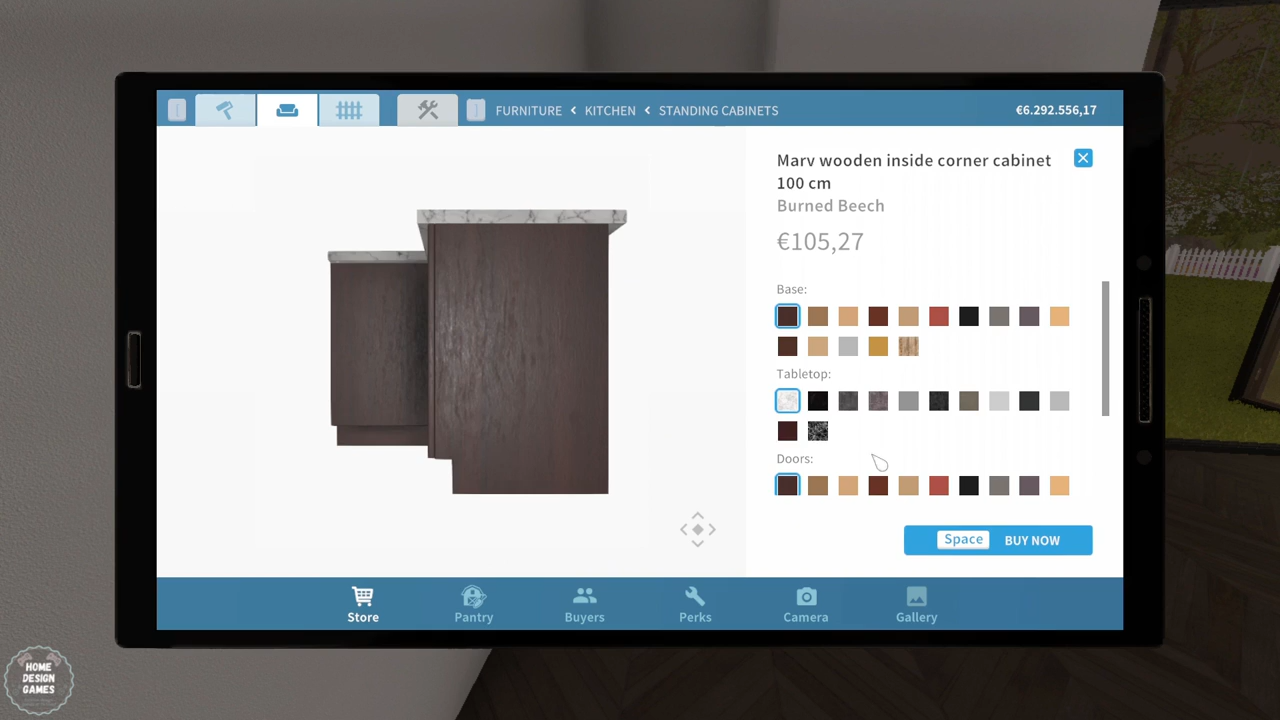 FURNITURE < KITCHEN < STANDING CABINETS
€6.292.556,17
Marv wooden inside corner cabinet
100 cm
Burned Beech
€105,27
Base:
Tabletop:
Doors:
Space BUY NOW
Store
Pantry
Buyers
Perks
Camera
Gallery
HOME
DESIGN
GAMES